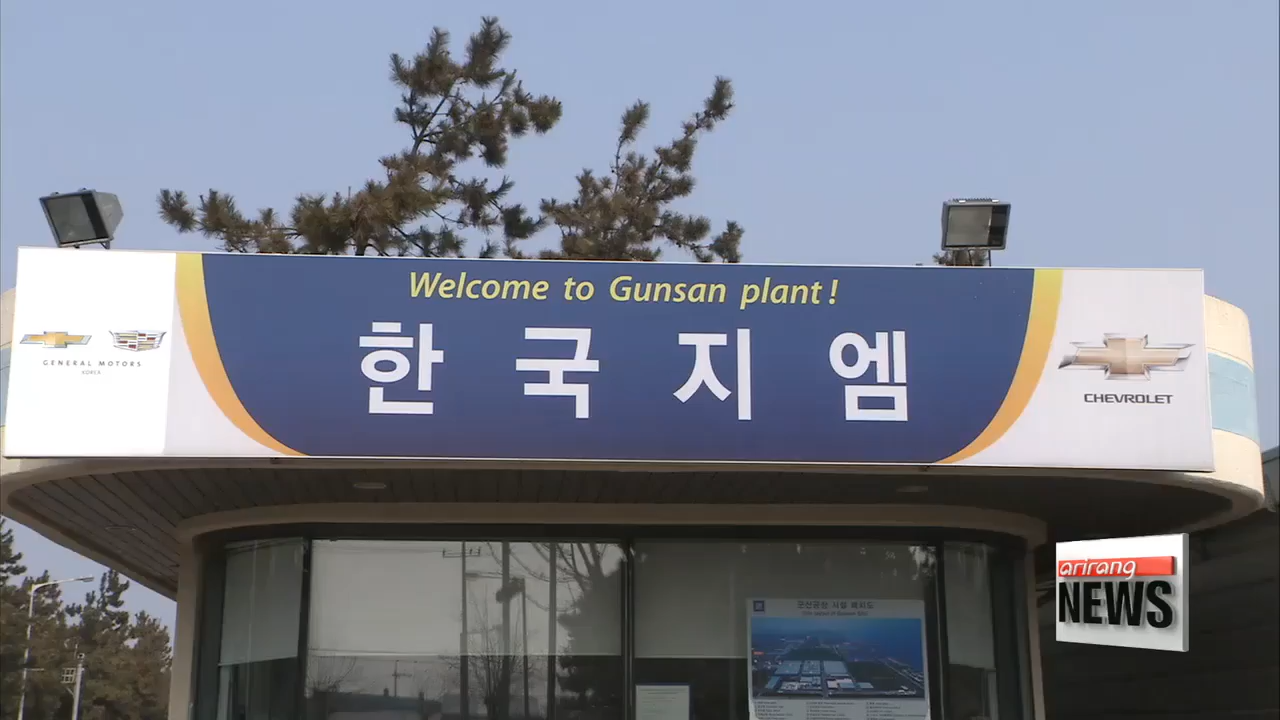 Welcome to Gunsan plant!
한국지엠
GENERAL MOTORS
KOREA
CHEVROLET
arirang
NEWS